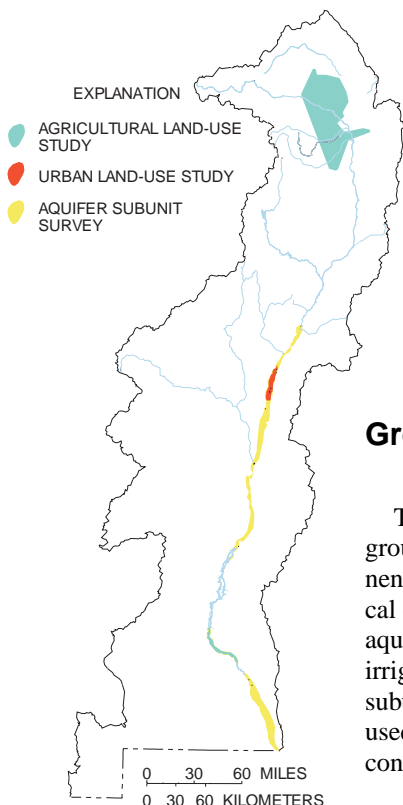 EXPLANATION
AGRICULTURAL LAND-USE
STUDY
URBAN LAND-USE STUDY
AQUIFER SUBUNIT
SURVEY
0 30 60 MILES
0 30 60 KILOMETERS
Gr
T
grou
nen
cal
aqu
irrig
subu
used
con